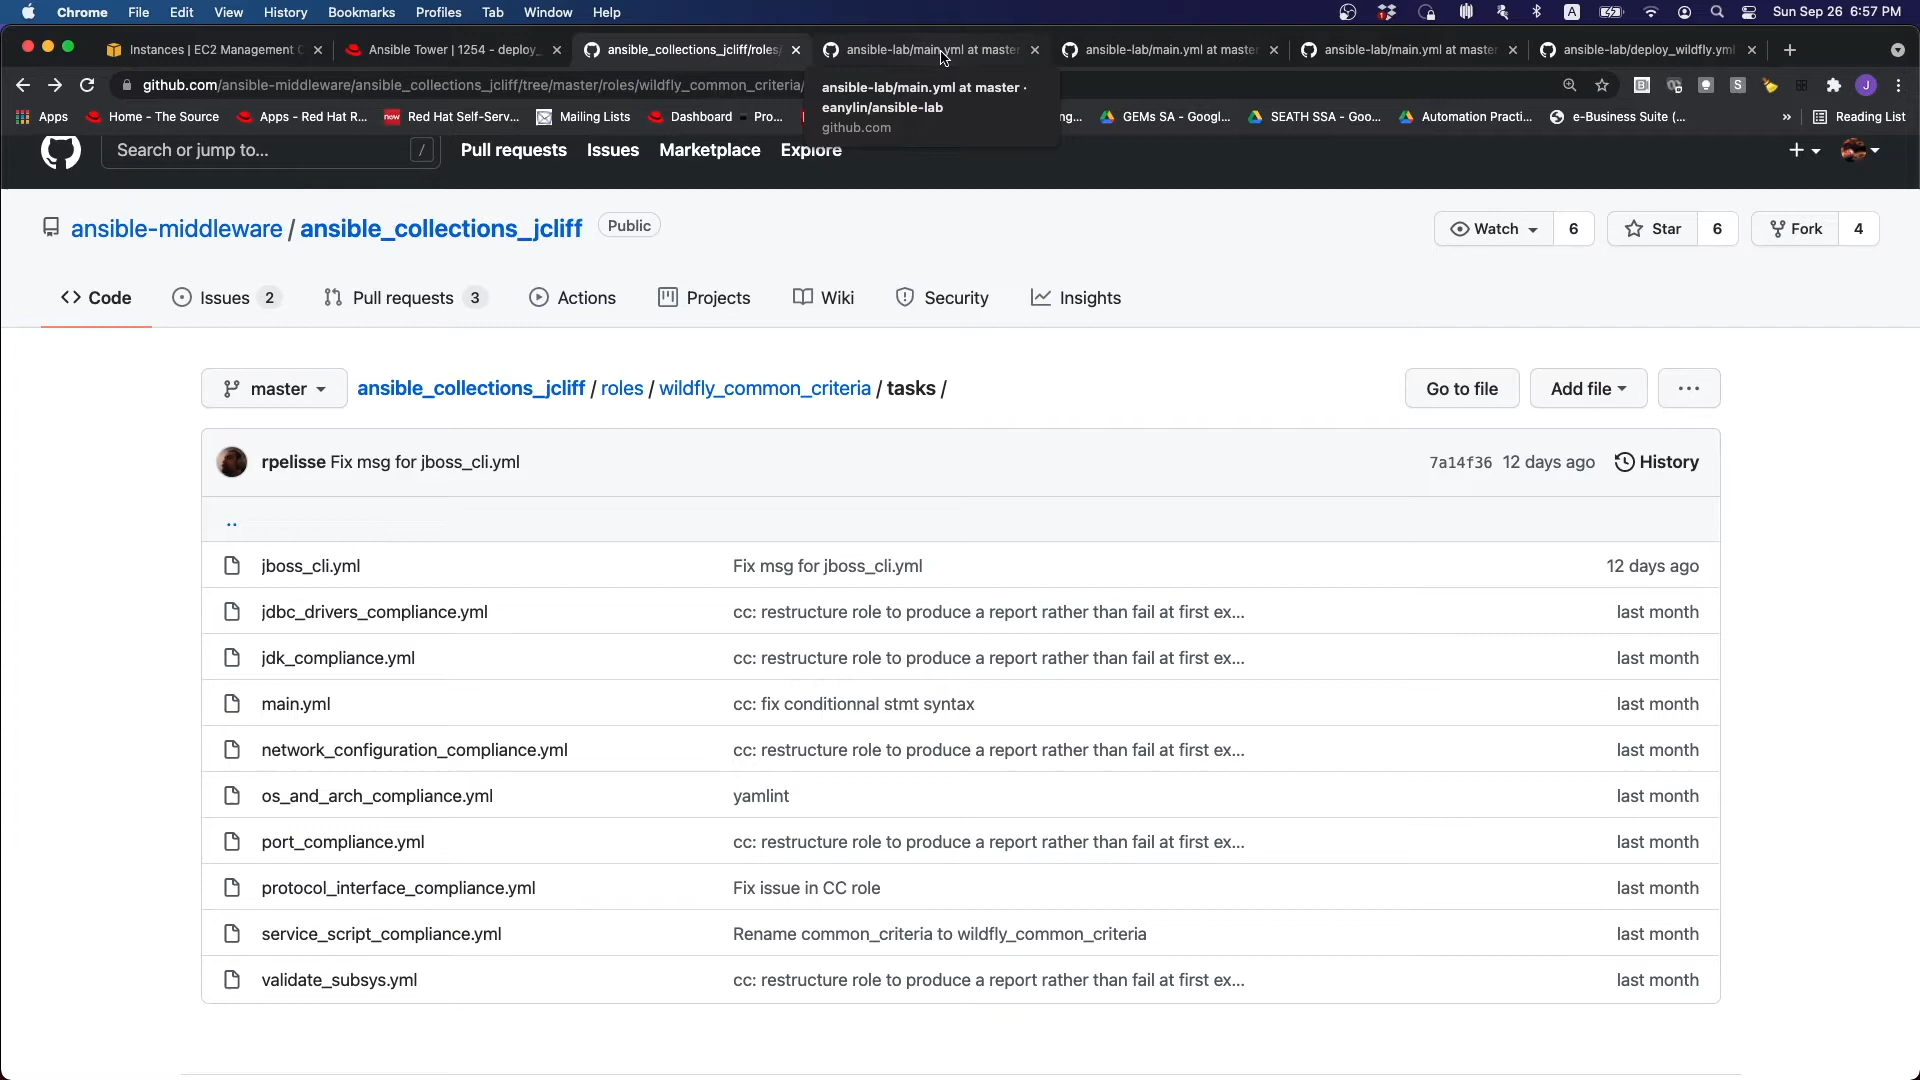 Chrome File Edit View History Bookmarks Profiles Tab Window Help
1 A Sun Sep 26 6:57 PM
Instances | EC2 Management C
Ansible Tower | 1254 - deploy_
ansible_collections_jcliff/roles/
ansible-lab/main.yml at master
ansible-lab/main.yml at master
ansible-lab/main.yml at master
ansible-lab/deploy_wildfly.yml
github.com/ansible-middleware/ansible_collections_jcliff/tree/master/roles/wildfly_common_criteria/
S J
Apps Home - The Source Apps - Red Hat R... now Red Hat Self-Serv... Mailing Lists Dashboard - Pro... GEMs SA - Googl... SEATH SSA - Goo... Automation Practi... e-Business Suite (... » Reading List
ansible-lab/main.yml at master ·
eanylin/ansible-lab
github.com
Search or jump to... /
Pull requests Issues Marketplace Explore
ansible-middleware / ansible_collections_jcliff Public
Watch 6 Star 6 Fork 4
Code Issues 2 Pull requests 3 Actions Projects Wiki Security Insights
master ansible_collections_jcliff / roles / wildfly_common_criteria / tasks /
Go to file Add file ...
rpelisse Fix msg for jboss_cli.yml 7a14f36 12 days ago History
..
jboss_cli.yml Fix msg for jboss_cli.yml 12 days ago
jdbc_drivers_compliance.yml cc: restructure role to produce a report rather than fail at first ex... last month
jdk_compliance.yml cc: restructure role to produce a report rather than fail at first ex... last month
main.yml cc: fix conditionnal stmt syntax last month
network_configuration_compliance.yml cc: restructure role to produce a report rather than fail at first ex... last month
os_and_arch_compliance.yml yamlint last month
port_compliance.yml cc: restructure role to produce a report rather than fail at first ex... last month
protocol_interface_compliance.yml Fix issue in CC role last month
service_script_compliance.yml Rename common_criteria to wildfly_common_criteria last month
validate_subsys.yml cc: restructure role to produce a report rather than fail at first ex... last month